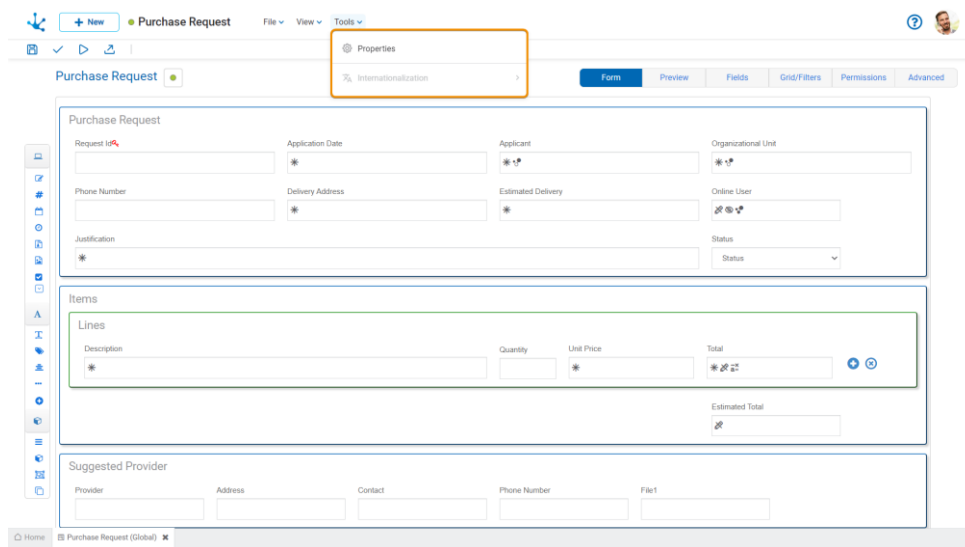 + New
Purchase Request
File
View
Tools
?
Properties
Internationalization
Purchase Request
Form
Preview
Fields
Grid/Filters
Permissions
Advanced
Purchase Request
Request Id
Application Date
Applicant
Organizational Unit
Phone Number
Delivery Address
Estimated Delivery
Online User
Justification
Status
Status
Items
Lines
Description
Quantity
Unit Price
Total
Estimated Total
Suggested Provider
Provider
Address
Contact
Phone Number
File1
Home
Purchase Request (Global)